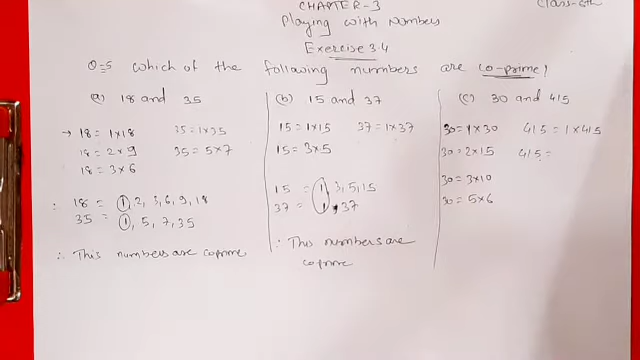 CHAPTER-3
Class-6th
Playing with Numbers
Exercise 3.4
Q=5 which of the following numbers are co-prime?
(a) 18 and 35
→ 18 = 1×18 35 = 1×35
18 = 2×9 35 = 5×7
18 = 3×6
∴ 18 = 1, 2, 3, 6, 9, 18
35 = 1, 5, 7, 35
∴ This numbers are coprime
(b) 15 and 37
15 = 1×15 37 = 1×37
15 = 3×5
15 = 1, 3, 5, 15
37 = 1, 37
∴ This numbers are
coprime
(c) 30 and 415
30 = 1×30 415 = 1×415
30 = 2×15 415 =
30 = 3×10
30 = 5×6